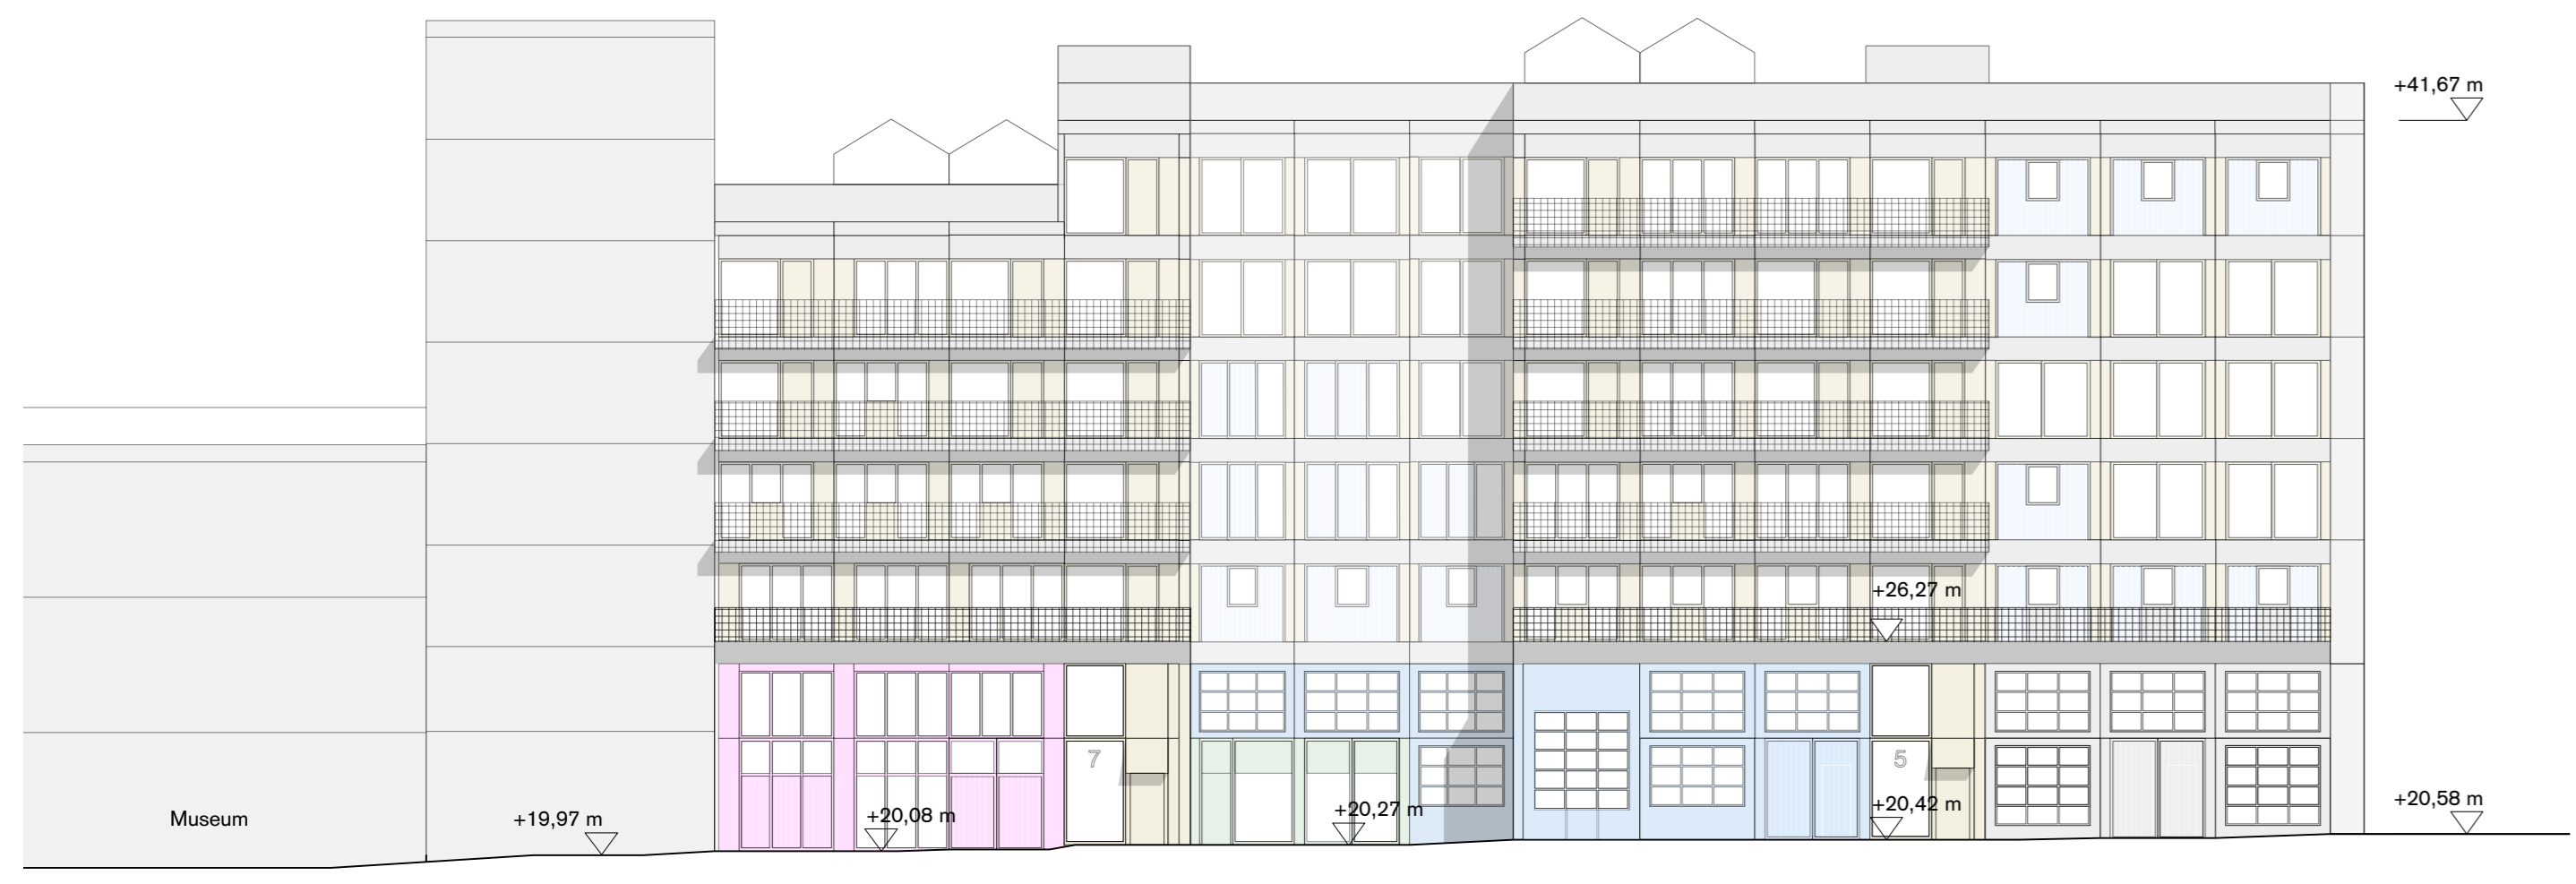 +41,67 m
+26,27 m
7
5
Museum
+19,97 m
+20,08 m
+20,27 m
+20,42 m
+20,58 m